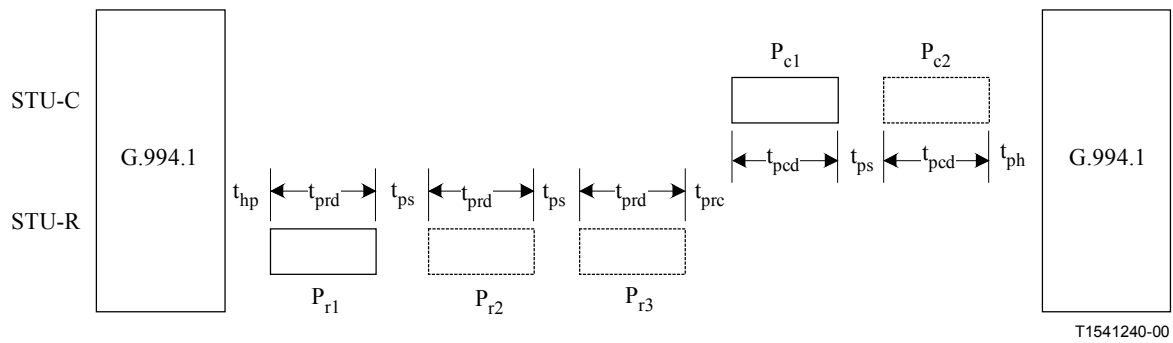 P_c1 P_c2
STU-C
G.994.1 G.994.1
t_pcd t_ps t_pcd t_ph
t_hp t_prd t_ps t_prd t_ps t_prd t_prc
STU-R
P_r1 P_r2 P_r3
T1541240-00